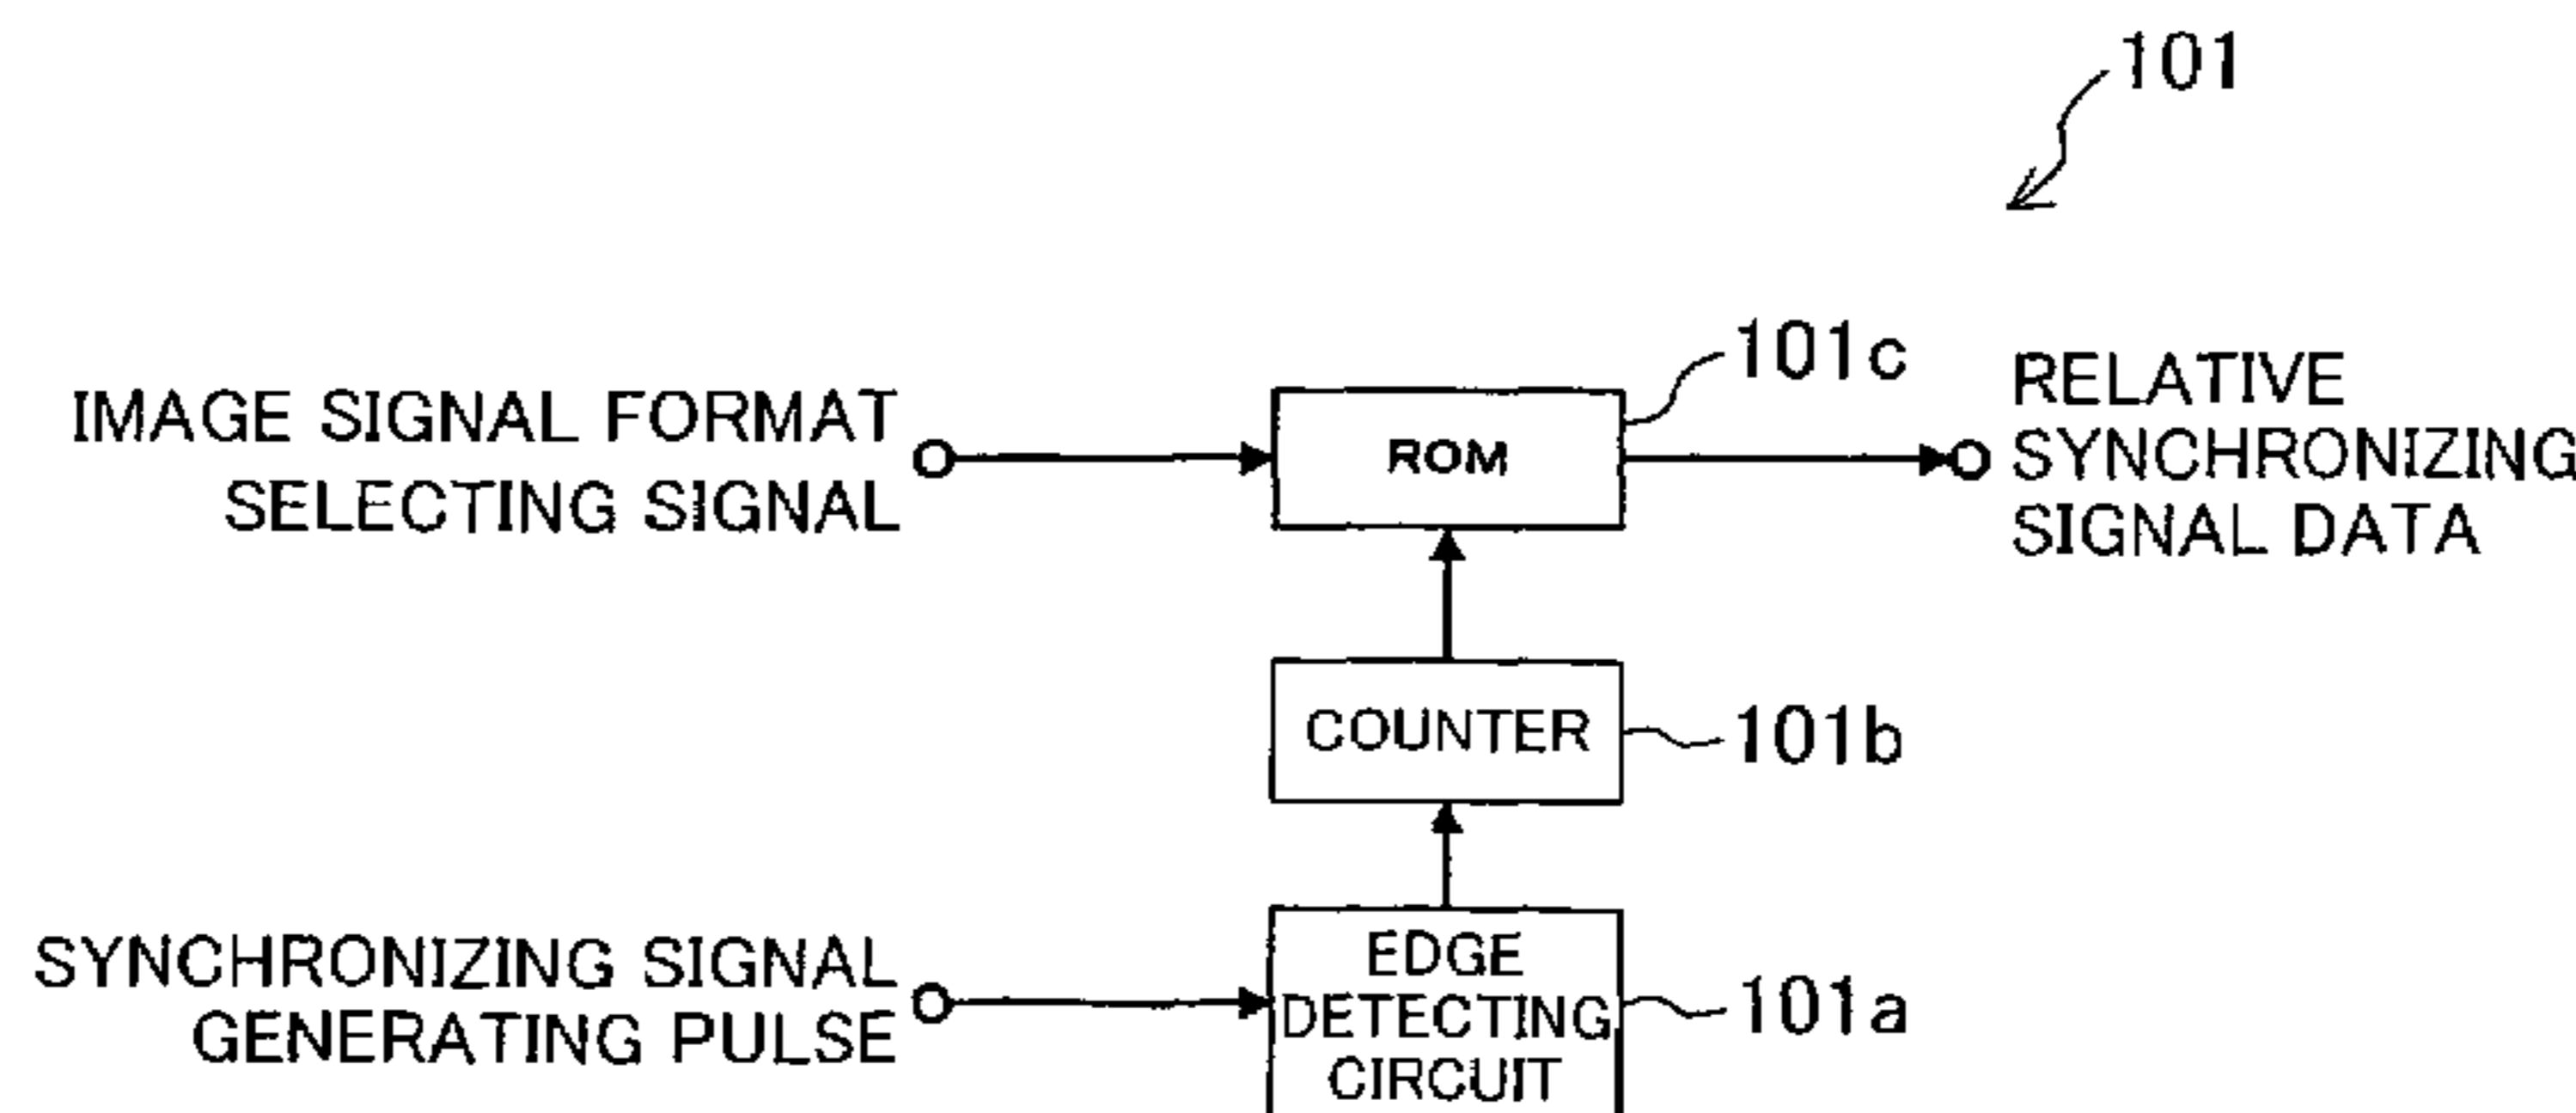 101
101c
IMAGE SIGNAL FORMAT
SELECTING SIGNAL
ROM
RELATIVE
SYNCHRONIZING
SIGNAL DATA
COUNTER
101b
SYNCHRONIZING SIGNAL
GENERATING PULSE
EDGE
DETECTING
CIRCUIT
101a